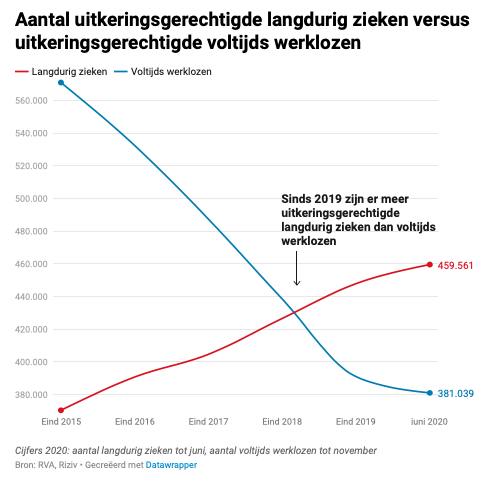 Aantal uitkeringsgerechtigde langdurig zieken versus
uitkeringsgerechtigde voltijds werklozen
Langdurig zieken Voltijds werklozen
560.000
540.000
520.000
500.000
480.000
460.000
440.000
420.000
400.000
380.000
Sinds 2019 zijn er meer
uitkeringsgerechtigde
langdurig zieken dan voltijds
werklozen
459.561
381.039
Eind 2015 Eind 2016 Eind 2017 Eind 2018 Eind 2019 juni 2020
Cijfers 2020: aantal langdurig zieken tot juni, aantal voltijds werklozen tot november
Bron: RVA, Riziv • Gecreëerd met Datawrapper